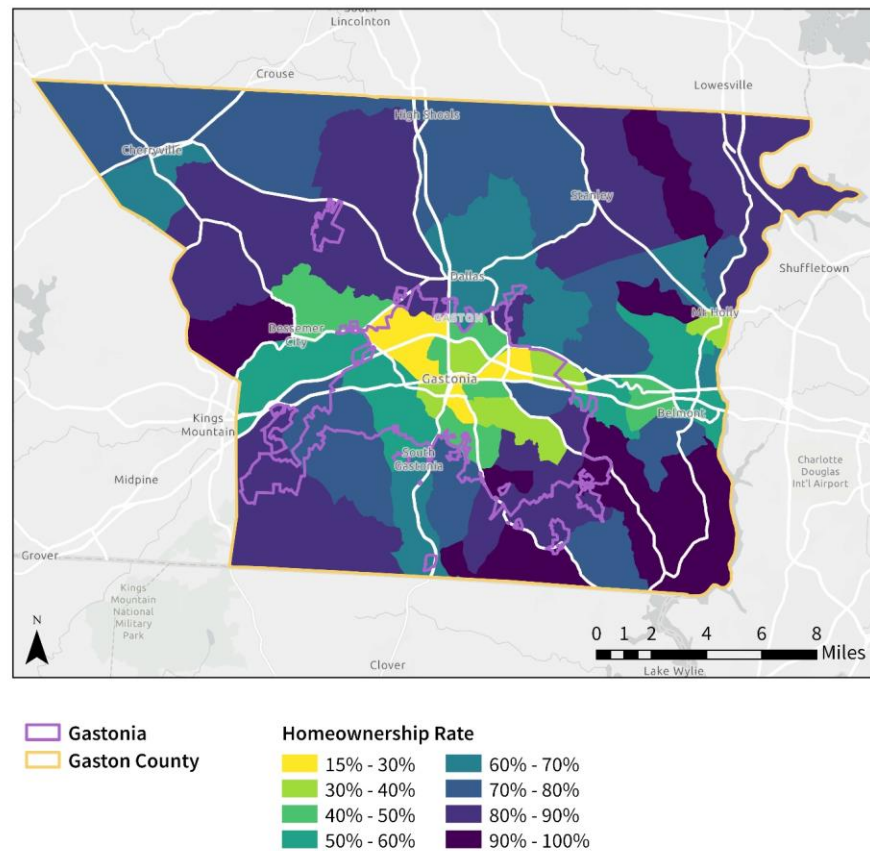 South
Lincolnton
Crouse
Lowesville
High Shoals
Cherryville
Stanley
Shuffletown
Dallas
GASTON
Mt Holly
Bessemer
City
Gastonia
Belmont
Kings
Mountain
South
Gastonia
Charlotte
Douglas
Int'l Airport
Midpine
Grover
Kings
Mountain
National
Military
Park
N
Clover
0 1 2 4 6 8
Miles
Lake Wylie
Gastonia
Gaston County
Homeownership Rate
15% - 30%
30% - 40%
40% - 50%
50% - 60%
60% - 70%
70% - 80%
80% - 90%
90% - 100%